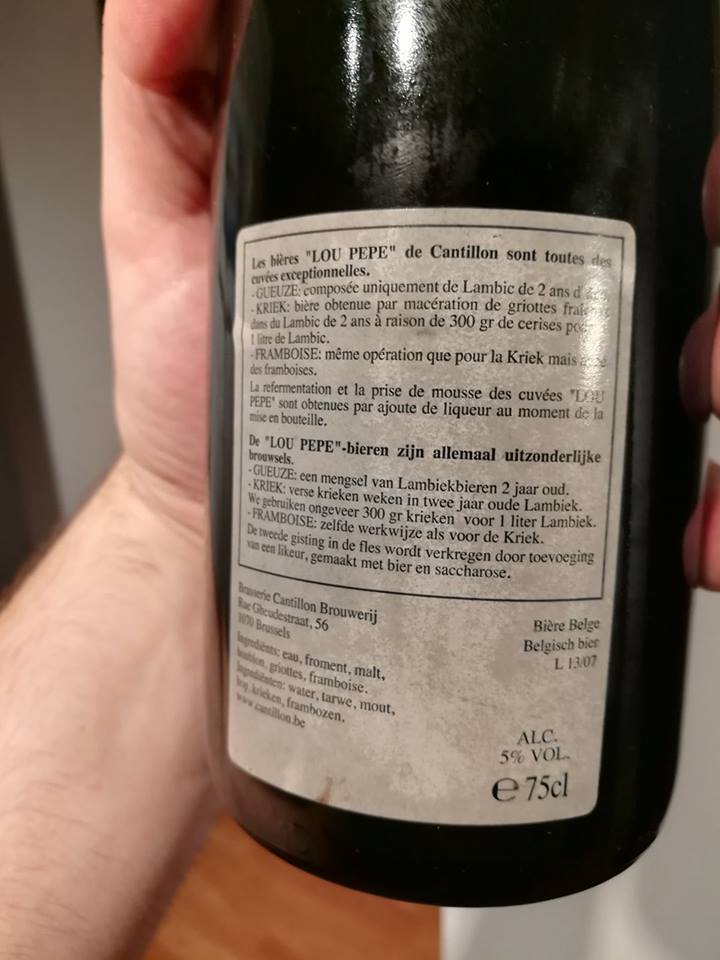 Les bières "LOU PEPE" de Cantillon sont toutes des
cuvées exceptionnelles.
- GUEUZE: composée uniquement de Lambic de 2 ans
- KRIEK: bière obtenue par macération de griottes
dans du Lambic de 2 ans à raison de 300 gr de cerises
1 litre de Lambic.
- FRAMBOISE: même opération que pour la Kriek mais
des framboises.
La refermentation et la prise de mousse des cuvées "LOU
PEPE" sont obtenues par ajoute de liqueur au moment de la
mise en bouteille.
De "LOU PEPE"-bieren zijn allemaal uitzonderlijke
brouwsels.
- GUEUZE: een mengsel van Lambiekbieren 2 jaar oud.
- KRIEK: verse krieken weken in twee jaar oude Lambiek.
We gebruiken ongeveer 300 gr krieken voor 1 liter Lambiek.
- FRAMBOISE: zelfde werkwijze als voor de Kriek.
De tweede gisting in de fles wordt verkregen door toevoeging
van een likeur, gemaakt met bier en saccharose.
Brasserie Cantillon Brouwerij
Rue Gheudestraat, 56
1070 Brussels
Ingrediënts: eau, froment, malt,
houblon, griottes, framboise.
Ingrediënten: water, tarwe, mout,
hop, krieken, frambozen.
www.cantillon.be
Bière Belge
Belgisch bier
L 13/07
ALC.
5% VOL.
℮ 75cl